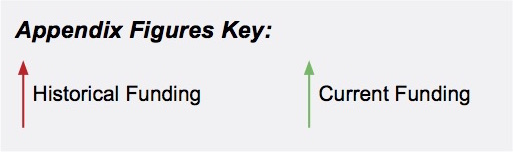 Appendix Figures Key:
Historical Funding
Current Funding